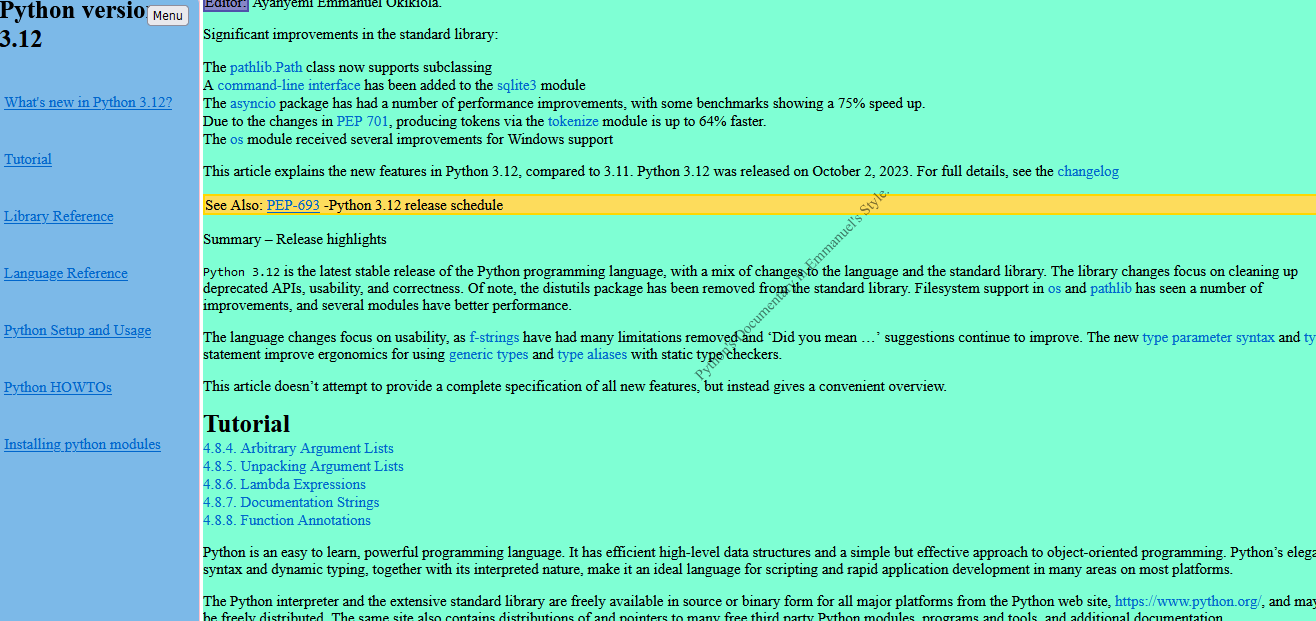 Python versio
3.12
Menu
What's new in Python 3.12?
Tutorial
Library Reference
Language Reference
Python Setup and Usage
Python HOWTOs
Installing python modules
Editor: Ayanyemi Emmanuel Okikiola.
Significant improvements in the standard library:
The pathlib.Path class now supports subclassing
A command-line interface has been added to the sqlite3 module
The asyncio package has had a number of performance improvements, with some benchmarks showing a 75% speed up.
Due to the changes in PEP 701, producing tokens via the tokenize module is up to 64% faster.
The os module received several improvements for Windows support
This article explains the new features in Python 3.12, compared to 3.11. Python 3.12 was released on October 2, 2023. For full details, see the changelog
See Also: PEP-693 -Python 3.12 release schedule
Summary – Release highlights
Python 3.12 is the latest stable release of the Python programming language, with a mix of changes to the language and the standard library. The library changes focus on cleaning up
deprecated APIs, usability, and correctness. Of note, the distutils package has been removed from the standard library. Filesystem support in os and pathlib has seen a number of
improvements, and several modules have better performance.
The language changes focus on usability, as f-strings have had many limitations removed and ‘Did you mean …’ suggestions continue to improve. The new type parameter syntax and ty
statement improve ergonomics for using generic types and type aliases with static type checkers.
This article doesn’t attempt to provide a complete specification of all new features, but instead gives a convenient overview.
Python's Documentary in Emmanuel's Style.
Tutorial
4.8.4. Arbitrary Argument Lists
4.8.5. Unpacking Argument Lists
4.8.6. Lambda Expressions
4.8.7. Documentation Strings
4.8.8. Function Annotations
Python is an easy to learn, powerful programming language. It has efficient high-level data structures and a simple but effective approach to object-oriented programming. Python’s elega
syntax and dynamic typing, together with its interpreted nature, make it an ideal language for scripting and rapid application development in many areas on most platforms.
The Python interpreter and the extensive standard library are freely available in source or binary form for all major platforms from the Python web site, https://www.python.org/, and may
be freely distributed. The same site also contains distributions of and pointers to many free third party Python modules, programs and tools, and additional documentation.